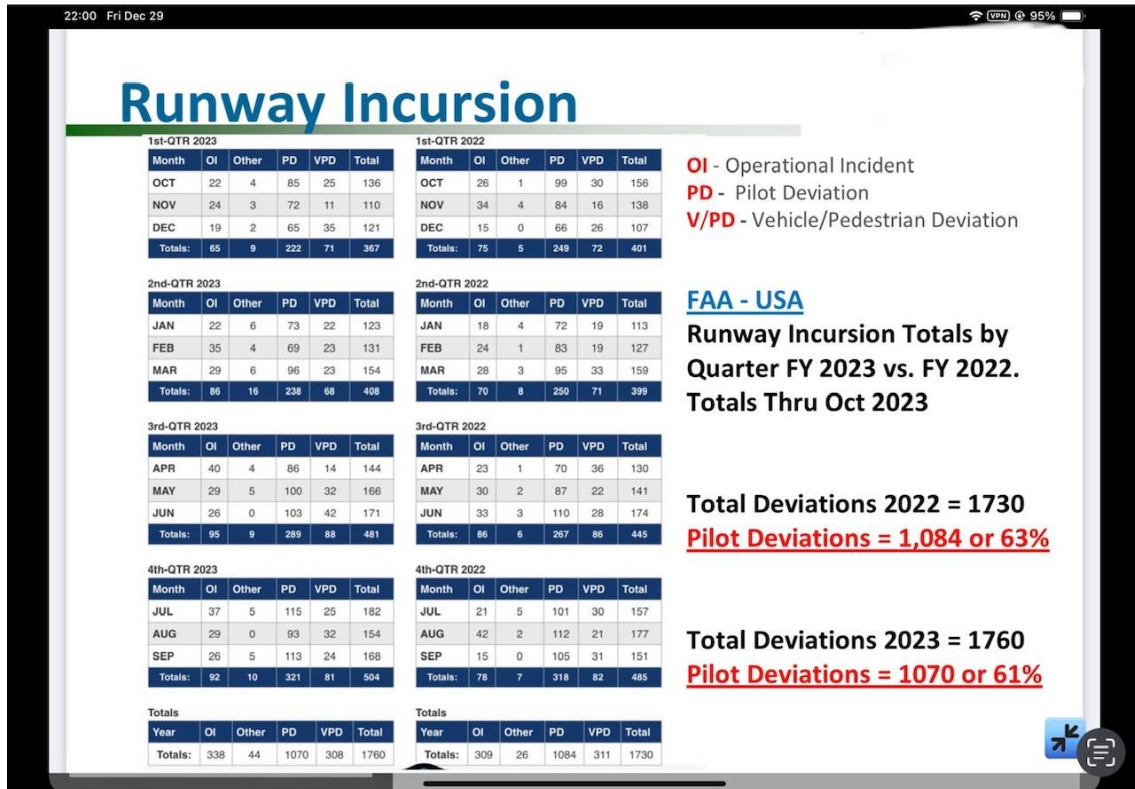 22:00 Fri Dec 29
VPN 95%
Runway Incursion
1st-QTR 2023
Month OI Other PD VPD Total
OCT 22 4 85 25 136
NOV 24 3 72 11 110
DEC 19 2 65 35 121
Totals: 65 9 222 71 367
1st-QTR 2022
Month OI Other PD VPD Total
OCT 26 1 99 30 156
NOV 34 4 84 16 138
DEC 15 0 66 26 107
Totals: 75 5 249 72 401
2nd-QTR 2023
Month OI Other PD VPD Total
JAN 22 6 73 22 123
FEB 35 4 69 23 131
MAR 29 6 96 23 154
Totals: 86 16 238 68 408
2nd-QTR 2022
Month OI Other PD VPD Total
JAN 18 4 72 19 113
FEB 24 1 83 19 127
MAR 28 3 95 33 159
Totals: 70 8 250 71 399
3rd-QTR 2023
Month OI Other PD VPD Total
APR 40 4 86 14 144
MAY 29 5 100 32 166
JUN 26 0 103 42 171
Totals: 95 9 289 88 481
3rd-QTR 2022
Month OI Other PD VPD Total
APR 23 1 70 36 130
MAY 30 2 87 22 141
JUN 33 3 110 28 174
Totals: 86 6 267 86 445
4th-QTR 2023
Month OI Other PD VPD Total
JUL 37 5 115 25 182
AUG 29 0 93 32 154
SEP 26 5 113 24 168
Totals: 92 10 321 81 504
4th-QTR 2022
Month OI Other PD VPD Total
JUL 21 5 101 30 157
AUG 42 2 112 21 177
SEP 15 0 105 31 151
Totals: 78 7 318 82 485
Totals
Year OI Other PD VPD Total
Totals: 338 44 1070 308 1760
Totals
Year OI Other PD VPD Total
Totals: 309 26 1084 311 1730
OI - Operational Incident
PD - Pilot Deviation
V/PD - Vehicle/Pedestrian Deviation
FAA - USA
Runway Incursion Totals by
Quarter FY 2023 vs. FY 2022.
Totals Thru Oct 2023
Total Deviations 2022 = 1730
Pilot Deviations = 1,084 or 63%
Total Deviations 2023 = 1760
Pilot Deviations = 1070 or 61%